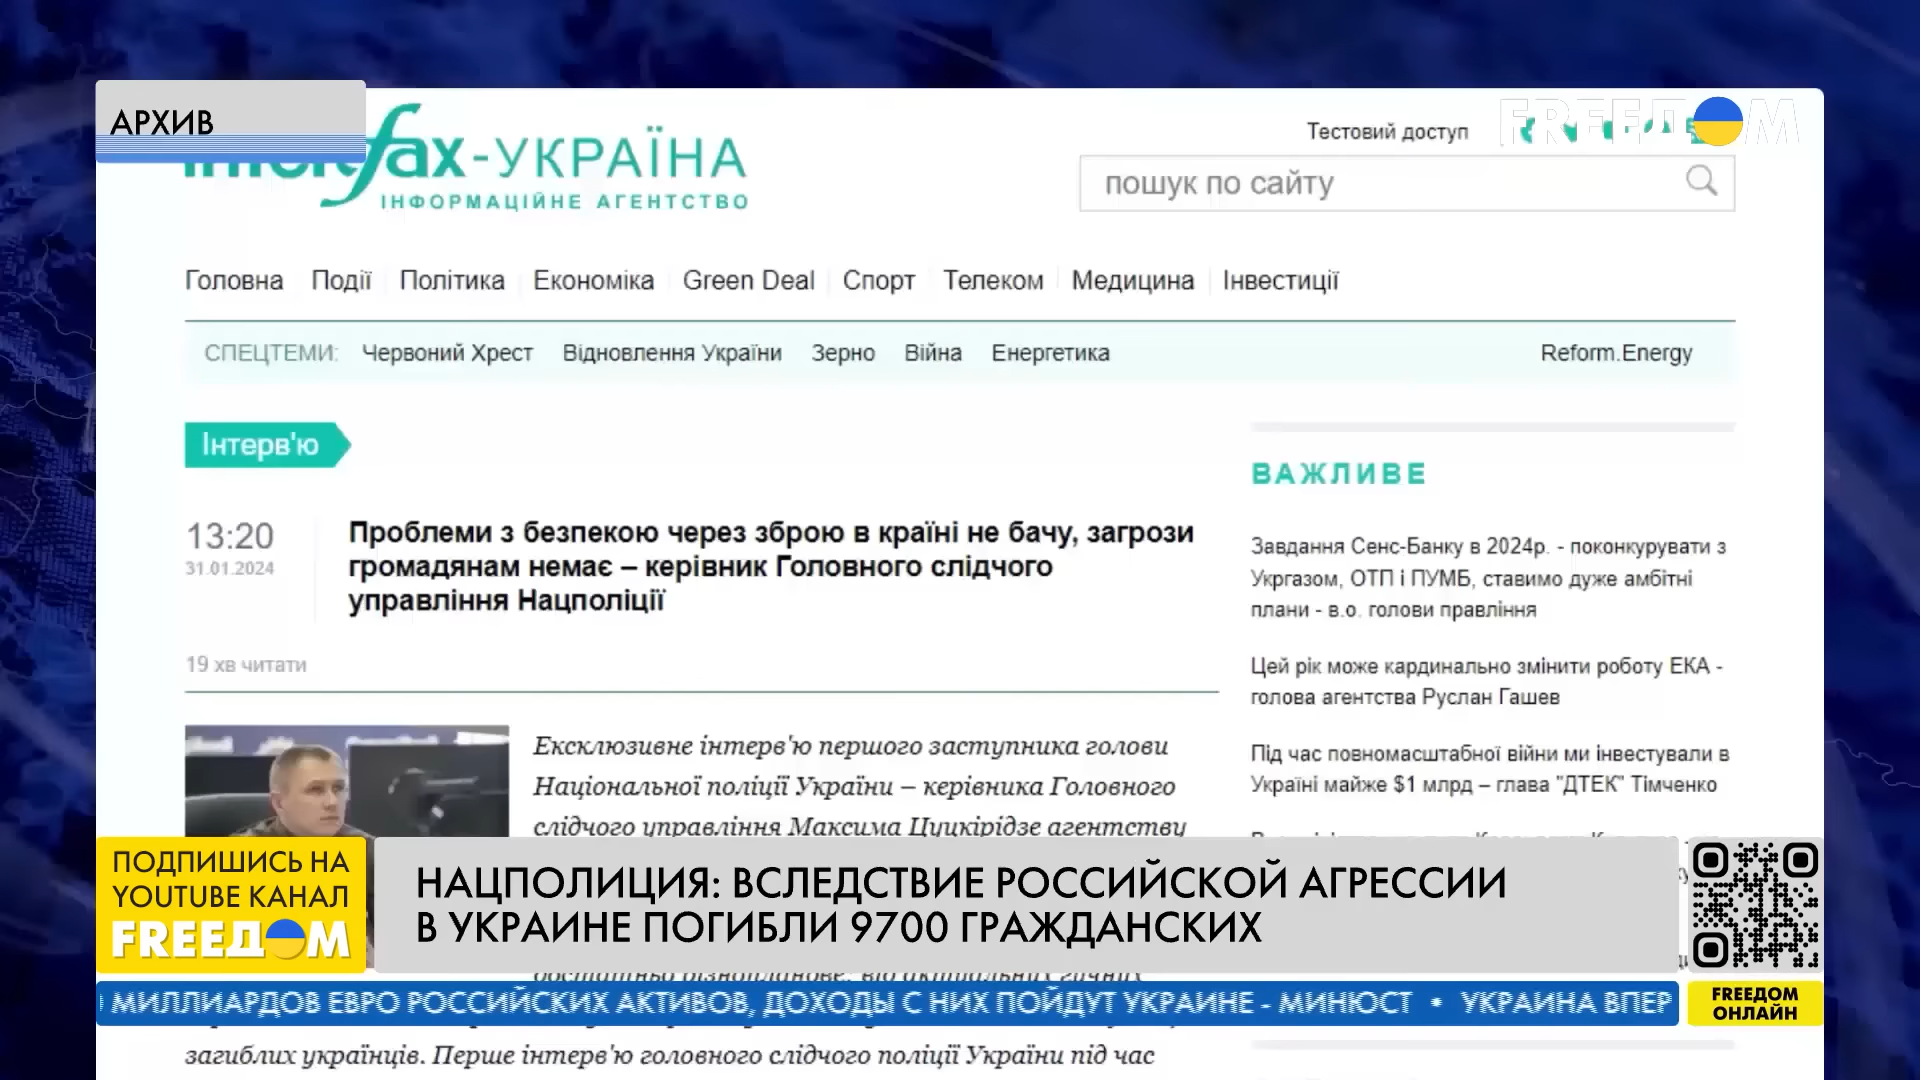 АРХИВ
fax-УКРАЇНА
ІНФОРМАЦІЙНЕ АГЕНТСТВО
Тестовий доступ
FREEДOM
пошук по сайту
Головна Події Політика Економіка Green Deal Спорт Телеком Медицина Інвестиції
СПЕЦТЕМИ: Червоний Хрест Відновлення України Зерно Війна Енергетика Reform.Energy
Інтерв'ю
13:20
31.01.2024
Проблеми з безпекою через зброю в країні не бачу, загрози
громадянам немає – керівник Головного слідчого
управління Нацполіції
19 хв читати
Ексклюзивне інтерв'ю першого заступника голови
Національної поліції України – керівника Головного
слідчого управління Максима Цуцкірідзе агентству
загиблих українців. Перше інтерв'ю головного слідчого поліції України під час
ВАЖЛИВЕ
Завдання Сенс-Банку в 2024р. - поконкурувати з
Укргазом, ОТП і ПУМБ, ставимо дуже амбітні
плани - в.о. голови правління
Цей рік може кардинально змінити роботу ЕКА -
голова агентства Руслан Гашев
Під час повномасштабної війни ми інвестували в
Україні майже $1 млрд – глава "ДТЕК" Тімченко
ПОДПИШИСЬ НА
YOUTUBE КАНАЛ
FREEДOM
НАЦПОЛИЦИЯ: ВСЛЕДСТВИЕ РОССИЙСКОЙ АГРЕССИИ
В УКРАИНЕ ПОГИБЛИ 9700 ГРАЖДАНСКИХ
МИЛЛИАРДОВ ЕВРО РОССИЙСКИХ АКТИВОВ, ДОХОДЫ С НИХ ПОЙДУТ УКРАИНЕ - МИНЮСТ • УКРАИНА ВПЕР
FREEДOM
ОНЛАЙН